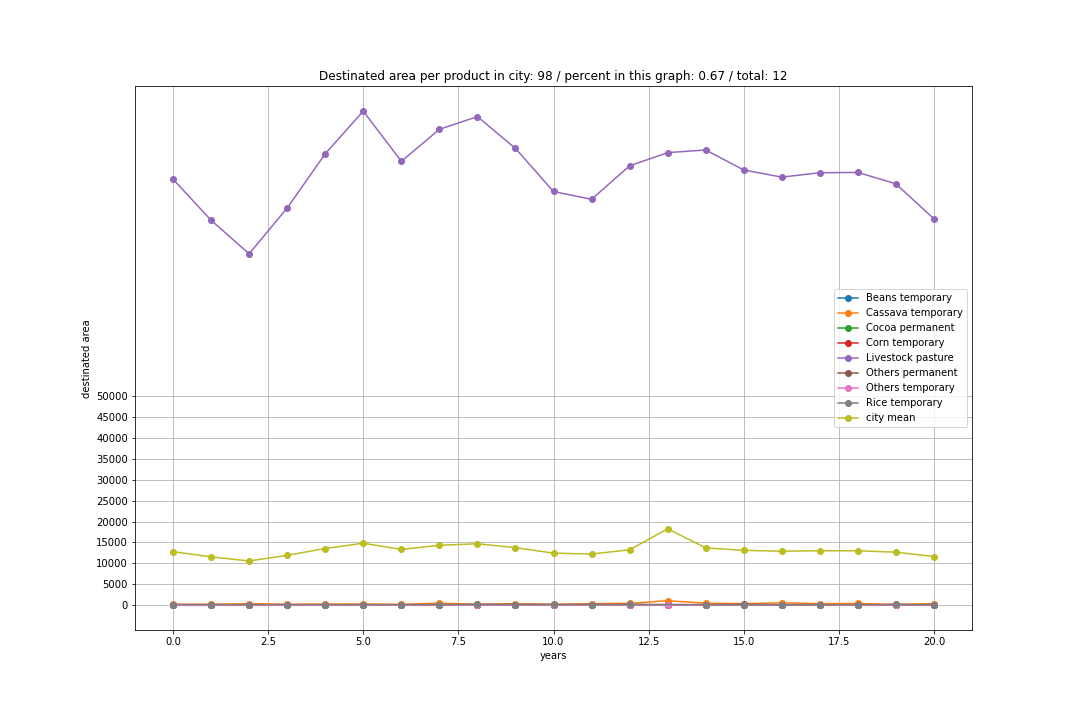 Destinated area per product in city: 98 / percent in this graph: 0.67 / total: 12
destinated area
50000
45000
40000
35000
30000
25000
20000
15000
10000
5000
0
Beans temporary
Cassava temporary
Cocoa permanent
Corn temporary
Livestock pasture
Others permanent
Others temporary
Rice temporary
city mean
0.0 2.5 5.0 7.5 10.0 12.5 15.0 17.5 20.0
years